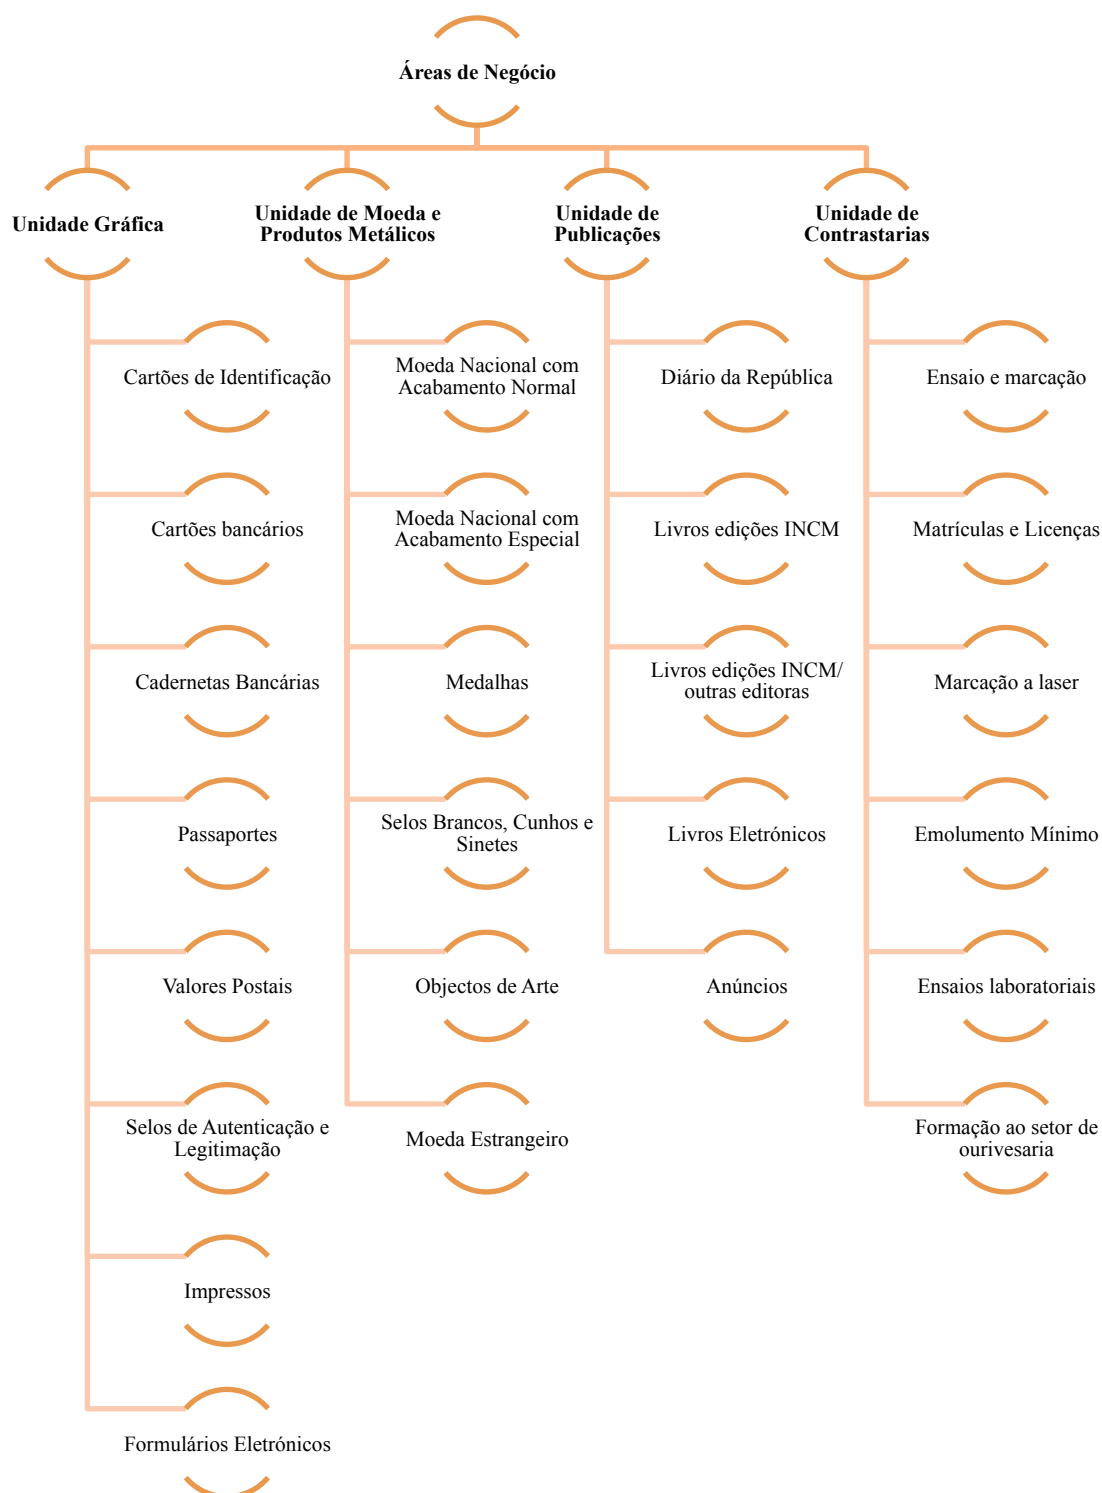 Áreas de Negócio
Unidade Gráfica
Unidade de Moeda e
Produtos Metálicos
Unidade de
Publicações
Unidade de
Contrastarias
Cartões de Identificação
Cartões bancários
Cadernetas Bancárias
Passaportes
Valores Postais
Selos de Autenticação e
Legitimação
Impressos
Formulários Eletrónicos
Moeda Nacional com
Acabamento Normal
Moeda Nacional com
Acabamento Especial
Medalhas
Selos Brancos, Cunhos e
Sinetes
Objectos de Arte
Moeda Estrangeiro
Diário da República
Livros edições INCM
Livros edições INCM/
outras editoras
Livros Eletrónicos
Anúncios
Ensaio e marcação
Matrículas e Licenças
Marcação a laser
Emolumento Mínimo
Ensaios laboratoriais
Formação ao setor de
ourivesaria